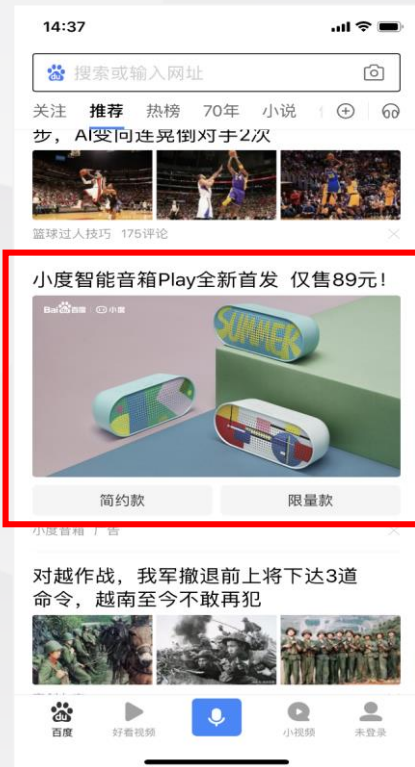 14:37
搜索或输入网址
关注 推荐 热榜 70年 小说
步，AI变向连晃倒对手2次
篮球过人技巧 175评论
小度智能音箱Play全新首发 仅售89元！
Bai du 百度 小度
SUMMER
简约款 限量款
小度音箱 广告
对越作战，我军撤退前上将下达3道
命令，越南至今不敢再犯
du
百度 好看视频 小视频 未登录